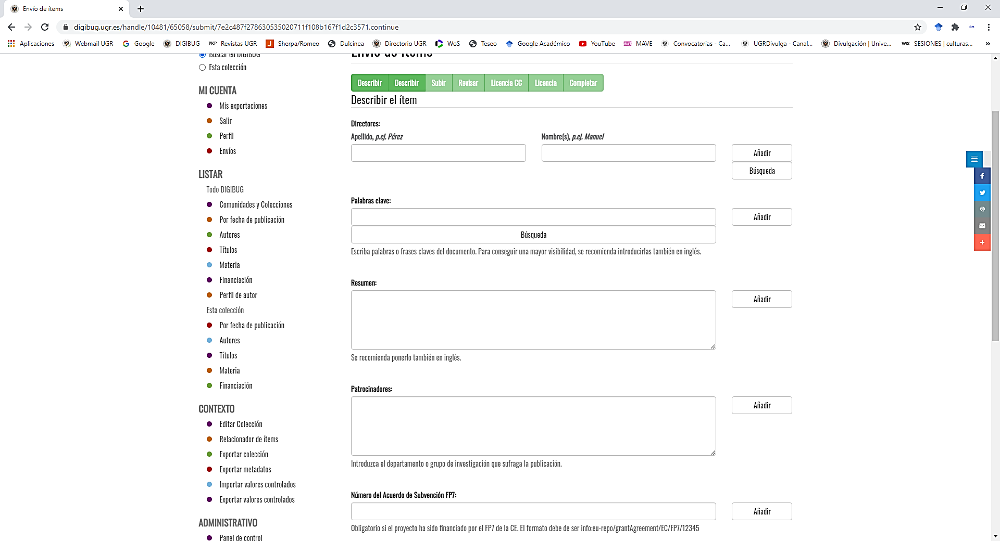 Envío de ítems
digibug.ugr.es/handle/10481/65058/submit/7e2c487f278630535020711f108b167f1d2c3571.continue
Aplicaciones Webmail UGR Google DIGIBUG PKP Revistas UGR Sherpa/Romeo Dulcinea Directorio UGR WoS Teseo Google Académico YouTube MAVE MAVE Convocatorias - Ca... UGRDivulga - Canal... Divulgación | Unive... WIX SESIONES | culturas... »
Buscar en DIGIBUG
Esta colección
MI CUENTA
Mis exportaciones
Salir
Perfil
Envíos
LISTAR
Todo DIGIBUG
Comunidades y Colecciones
Por fecha de publicación
Autores
Títulos
Materia
Financiación
Perfil de autor
Esta colección
Por fecha de publicación
Autores
Títulos
Materia
Financiación
CONTEXTO
Editar Colección
Relacionador de ítems
Exportar colección
Exportar metadatos
Importar valores controlados
Exportar valores controlados
ADMINISTRATIVO
Panel de control
Envío de ítems
Describir Describir Subir Revisar Licencia CC Licencia Completar
Describir el ítem
Directores:
Apellido, p.ej. Pérez Nombre(s), p.ej. Manuel
Añadir
Búsqueda
Palabras clave:
Añadir
Búsqueda
Escriba palabras o frases claves del documento. Para conseguir una mayor visibilidad, se recomienda introducirlas también en inglés.
Resumen:
Añadir
Se recomienda ponerlo también en inglés.
Patrocinadores:
Añadir
Introduzca el departamento o grupo de investigación que sufraga la publicación.
Número del Acuerdo de Subvención FP7:
Añadir
Obligatorio si el proyecto ha sido financiado por el FP7 de la CE. El formato debe de ser info:eu-repo/grantAgreement/EC/FP7/12345